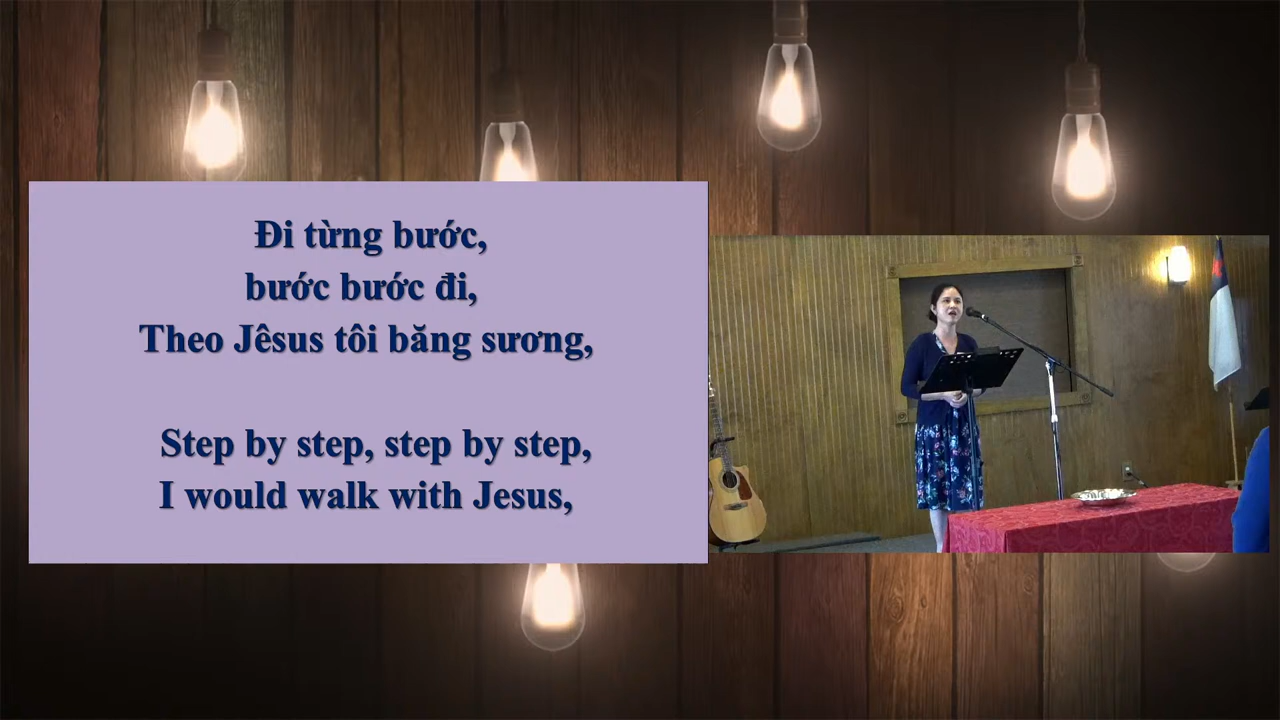 Đi từng bước,
bước bước đi,
Theo Jêsus tôi băng sương,
Step by step, step by step,
I would walk with Jesus,